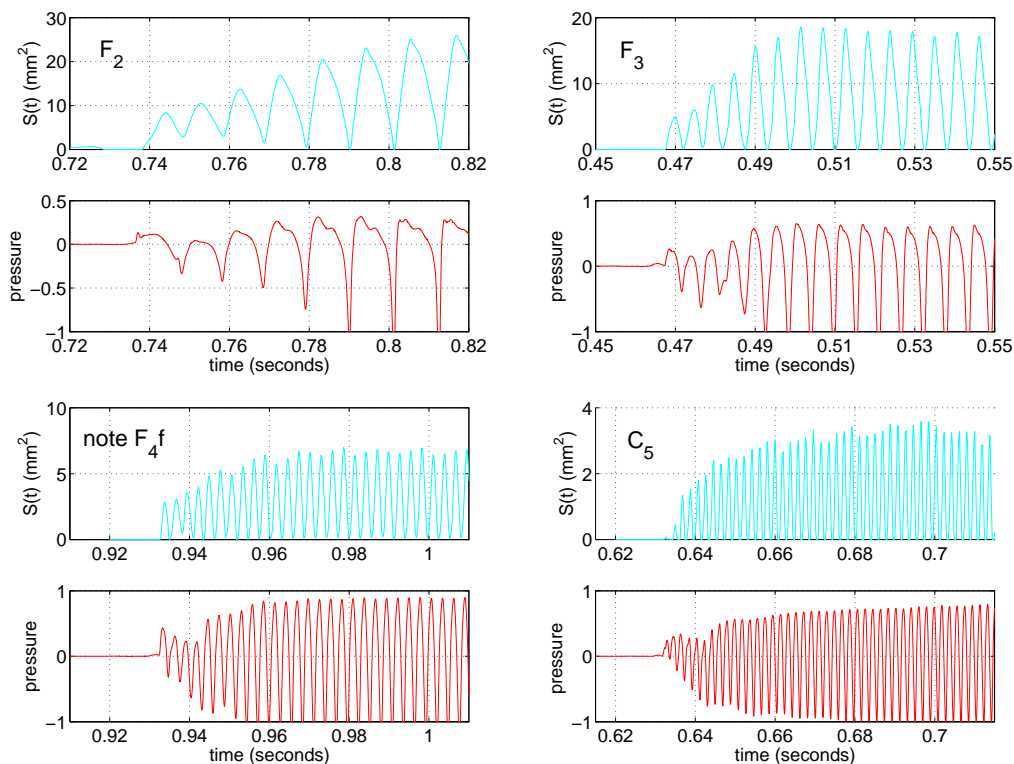 30
20
10
0
S(t) (mm²)
F₂
0.72 0.74 0.76 0.78 0.8 0.82
0.5
0
−0.5
−1
pressure
0.72 0.74 0.76 0.78 0.8 0.82
time (seconds)
20
10
0
S(t) (mm²)
F₃
0.45 0.47 0.49 0.51 0.53 0.55
1
0
−1
pressure
0.45 0.47 0.49 0.51 0.53 0.55
time (seconds)
10
5
0
S(t) (mm²)
note F₄f
0.92 0.94 0.96 0.98 1
1
0
−1
pressure
0.92 0.94 0.96 0.98 1
time (seconds)
4
2
0
S(t) (mm²)
C₅
0.62 0.64 0.66 0.68 0.7
1
0
−1
pressure
0.62 0.64 0.66 0.68 0.7
time (seconds)